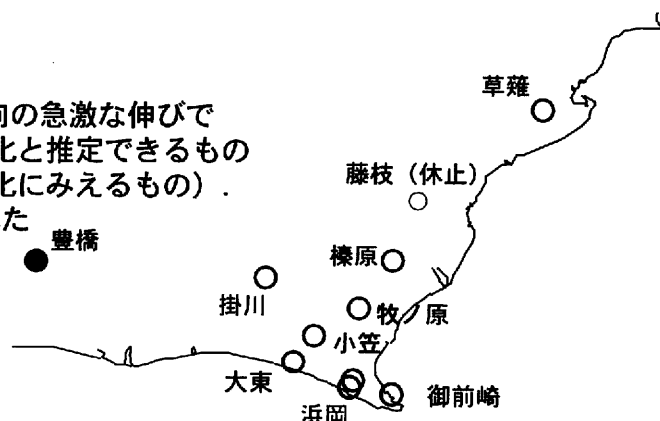 草薙
向の急激な伸びで
化と推定できるもの
化にみえるもの）.
た
藤枝（休止）
豊橋
榛原
掛川
牧ノ原
小笠
大東
御前崎
浜岡